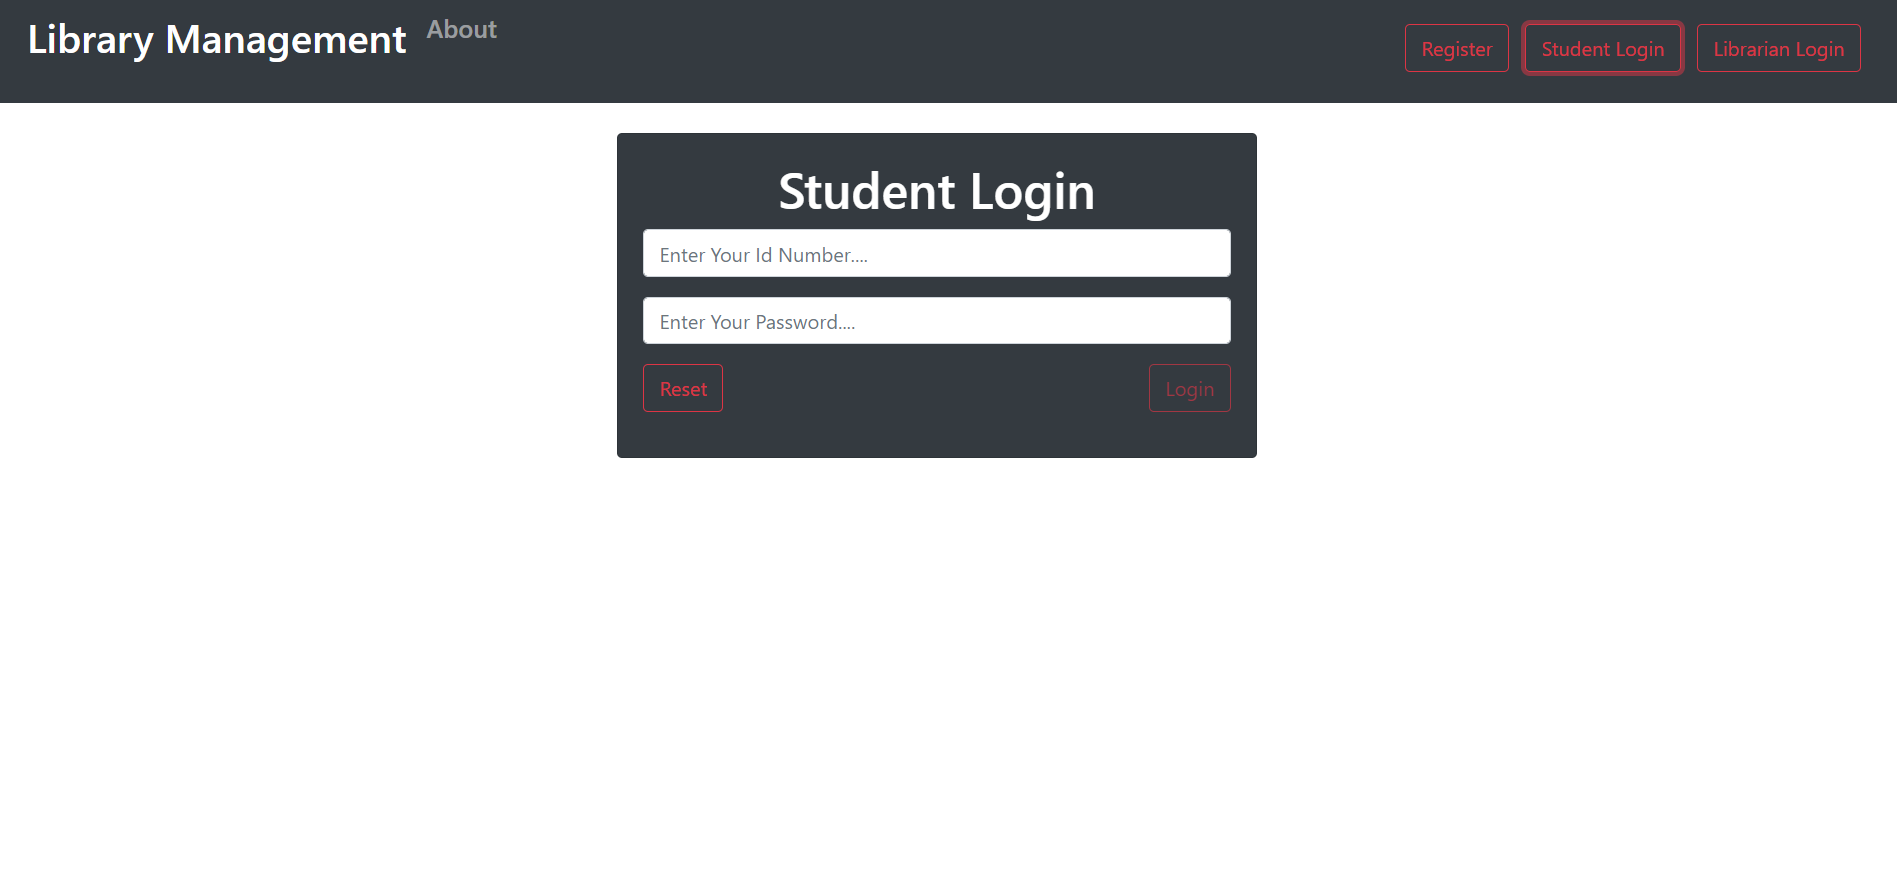 Library Management About Register Student Login Librarian Login
Student Login
Enter Your Id Number....
Enter Your Password....
Reset Login